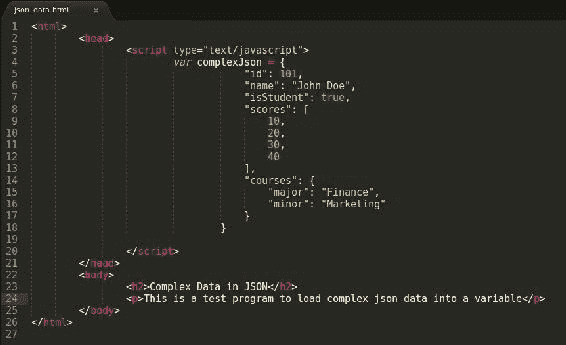 json_data.html ×
1 <html>
2 <head>
3 <script type="text/javascript">
4 var complexJson = {
5 "id": 101,
6 "name": "John Doe",
7 "isStudent": true,
8 "scores": [
9 10,
10 20,
11 30,
12 40
13 ],
14 "courses": {
15 "major": "Finance",
16 "minor": "Marketing"
17 }
18 }
19
20 </script>
21 </head>
22 <body>
23 <h2>Complex Data in JSON</h2>
24 <p>This is a test program to load complex json data into a variable</p>
25 </body>
26 </html>
27